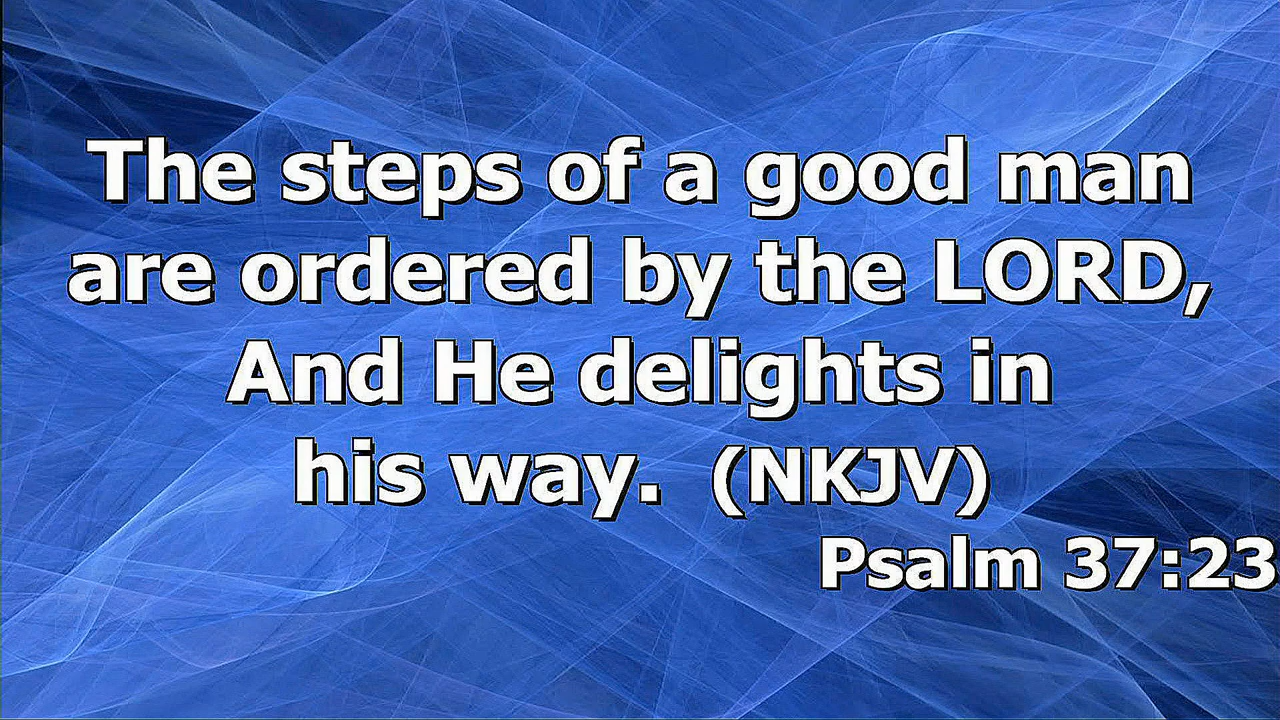 The steps of a good man
are ordered by the LORD,
And He delights in
his way.  (NKJV)
Psalm 37:23